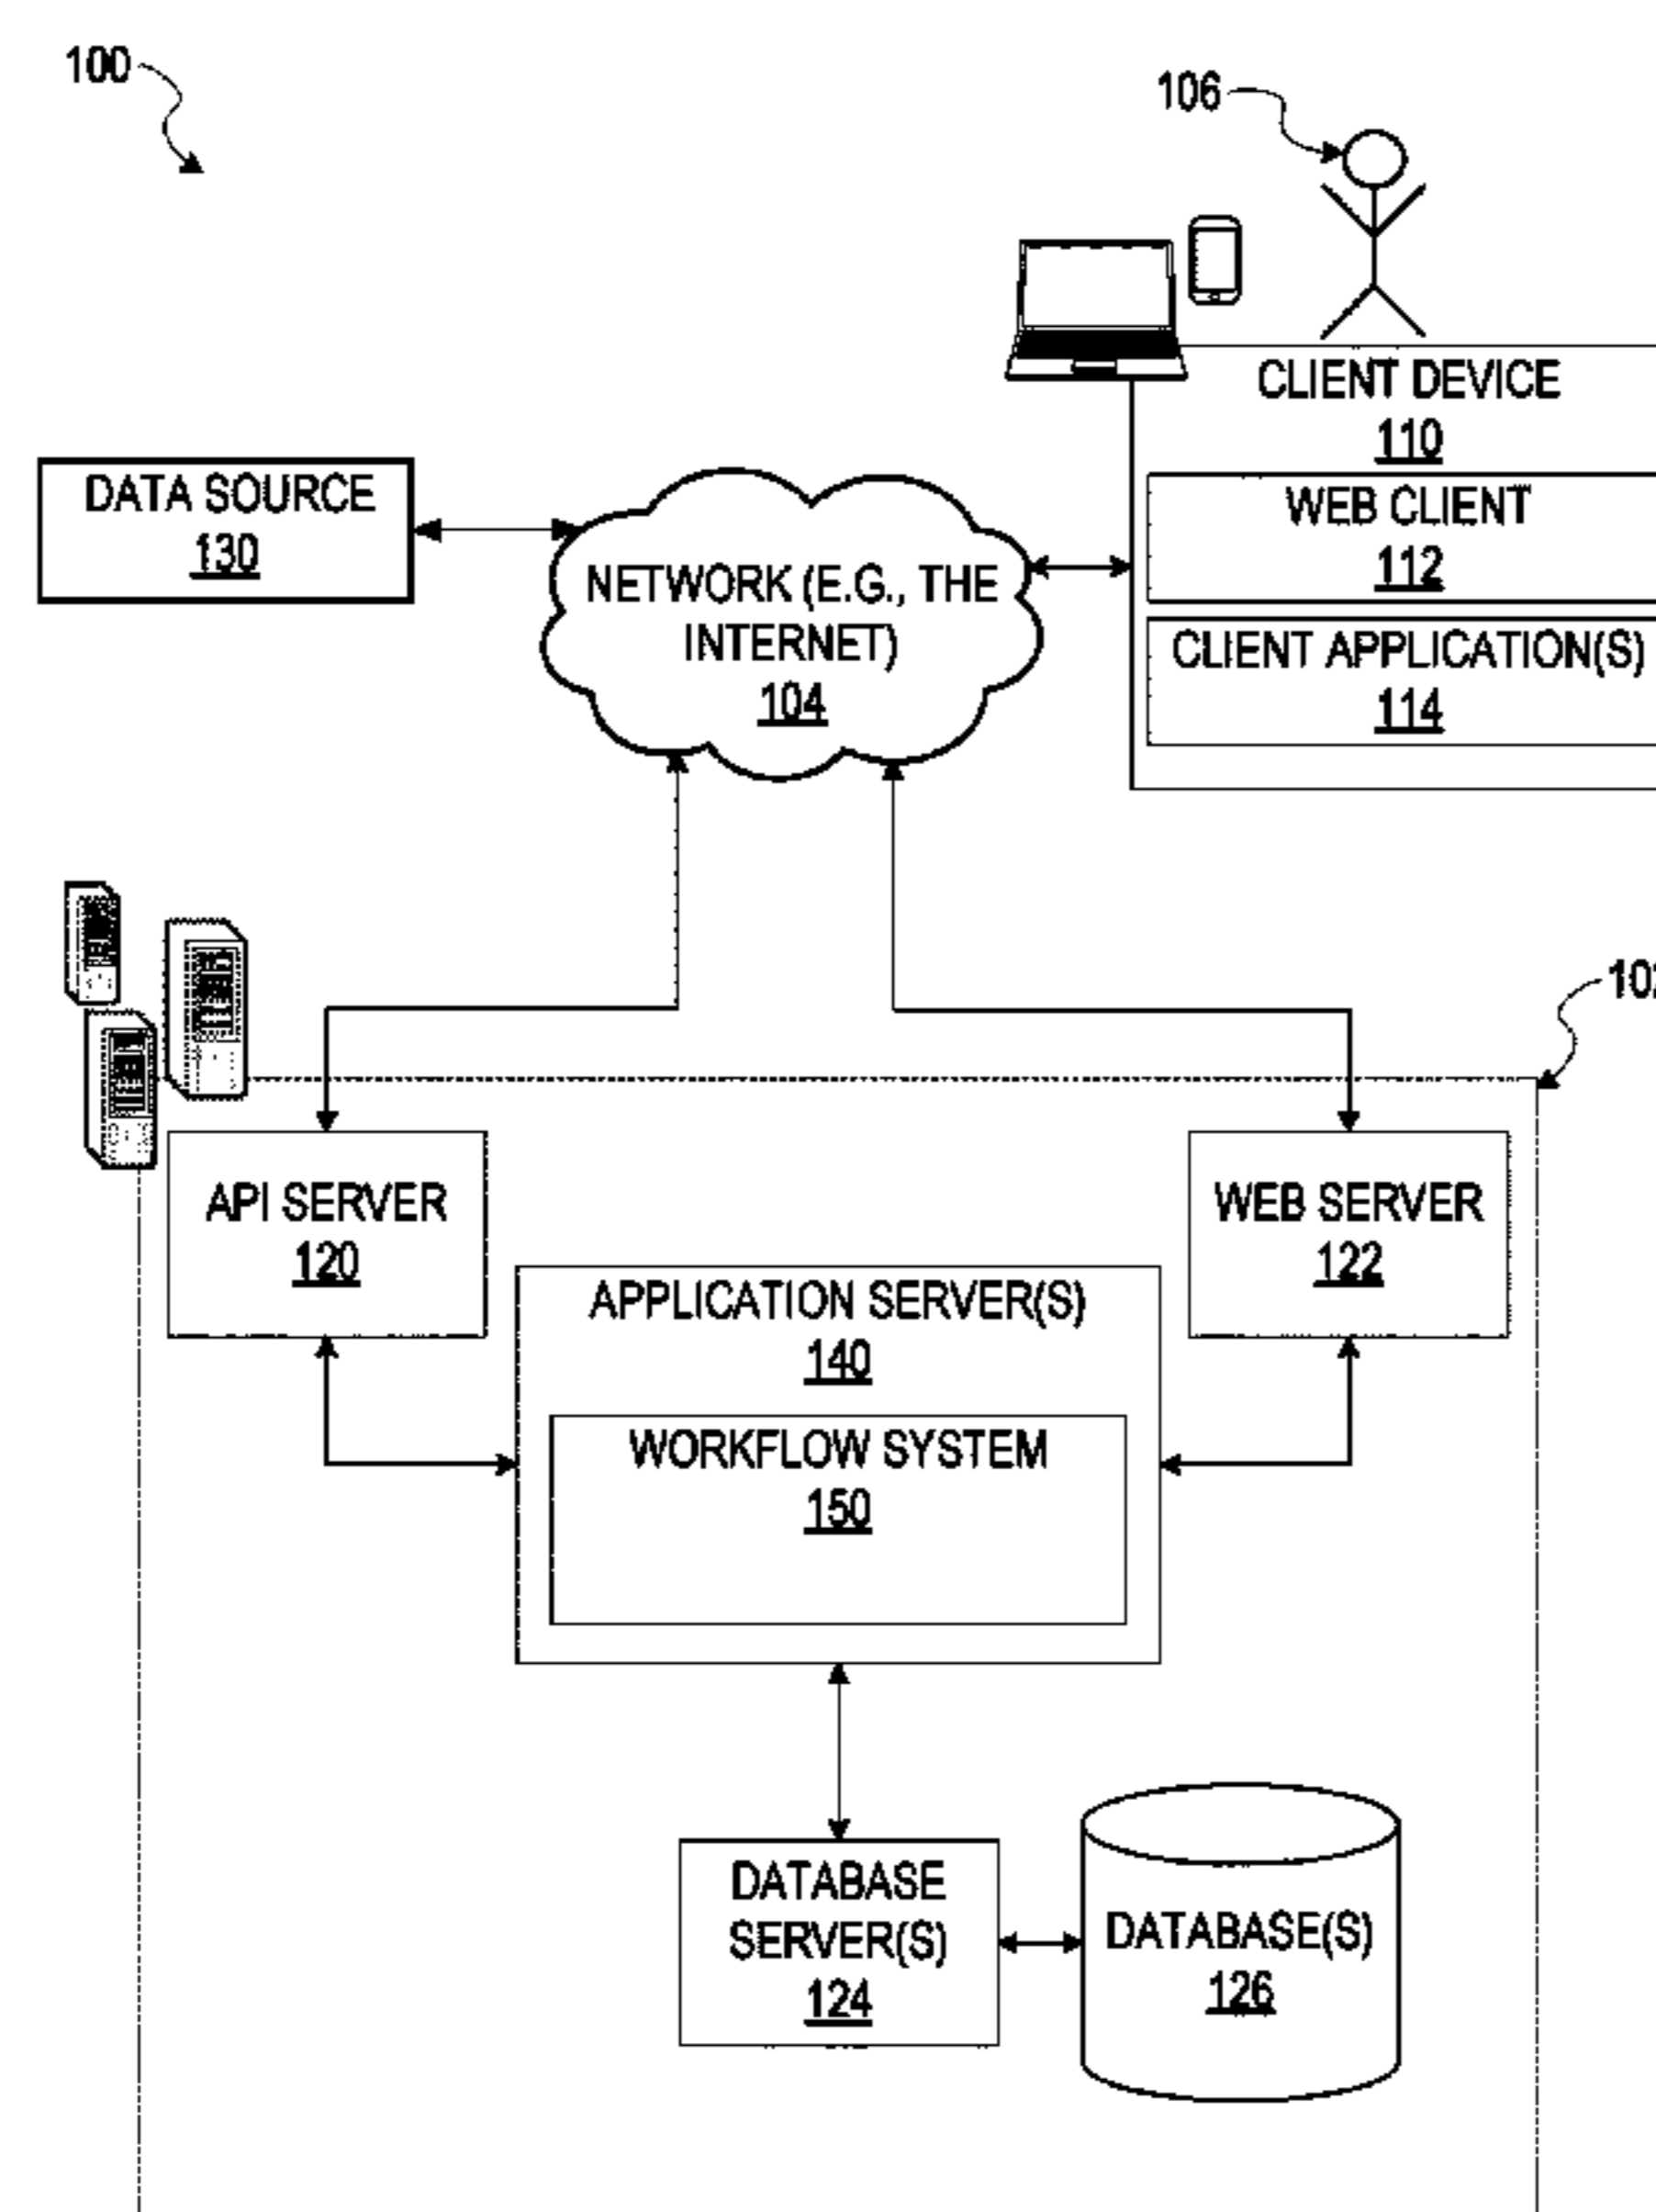 100
106
CLIENT DEVICE
110
DATA SOURCE
130
WEB CLIENT
112
NETWORK (E.G., THE
INTERNET)
104
CLIENT APPLICATION(S)
114
API SERVER
120
WEB SERVER
122
APPLICATION SERVER(S)
140
WORKFLOW SYSTEM
150
DATABASE
SERVER(S)
124
DATABASE(S)
126